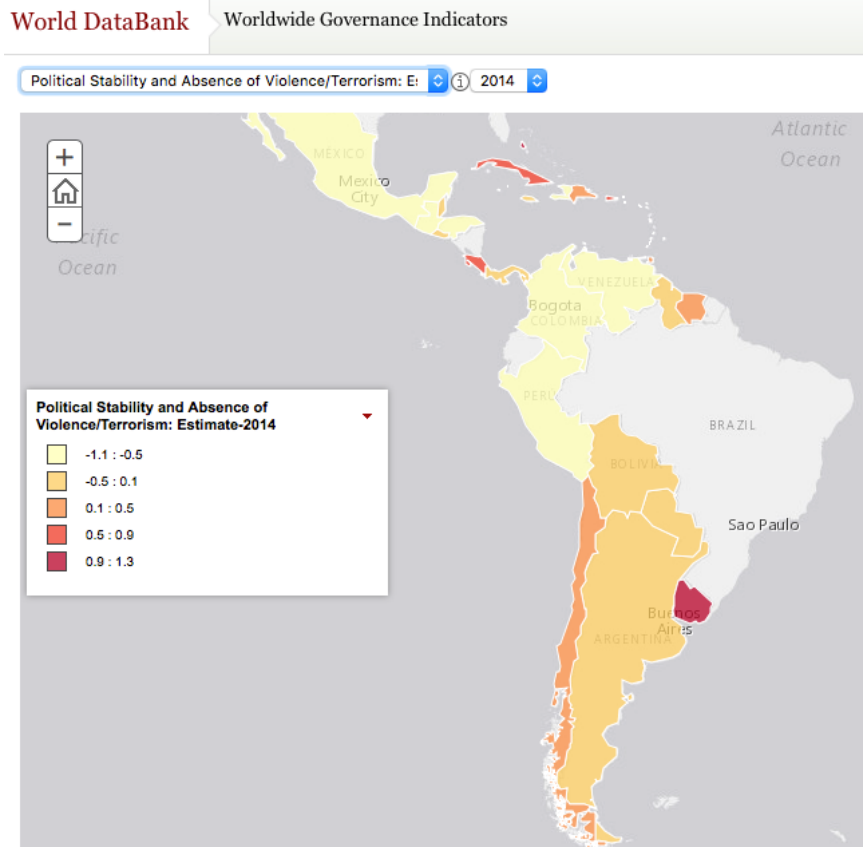 World DataBank
Worldwide Governance Indicators
Political Stability and Absence of Violence/Terrorism: Es
i
2014
Atlantic
Ocean
+
−
MÉXICO
Mexico
City
Pacific
Ocean
VENEZUELA
Bogota
COLOMBIA
PERU
BRAZIL
BOLIVIA
Sao Paulo
Buenos
Aires
ARGENTINA
Political Stability and Absence of
Violence/Terrorism: Estimate-2014
-1.1 : -0.5
-0.5 : 0.1
0.1 : 0.5
0.5 : 0.9
0.9 : 1.3